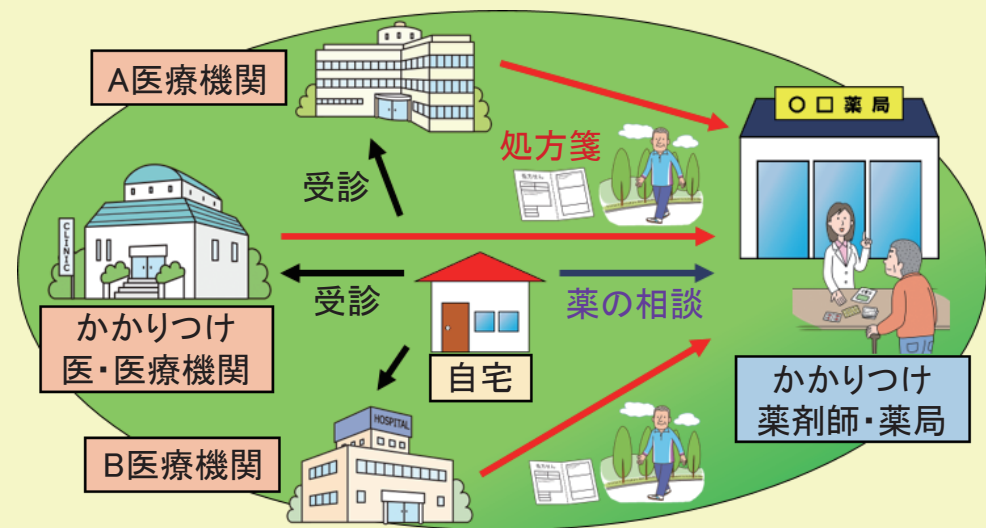 A医療機関
〇□薬局
処方箋
受診
CLINIC
受診
薬の相談
かかりつけ
医・医療機関
自宅
かかりつけ
薬剤師・薬局
HOSPITAL
B医療機関